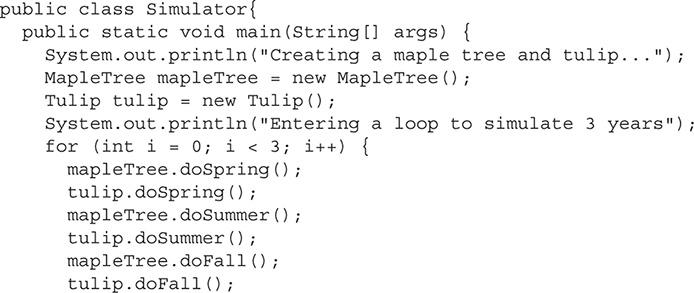 public class Simulator{
  public static void main(String[] args) {
    System.out.println("Creating a maple tree and tulip...");
    MapleTree mapleTree = new MapleTree();
    Tulip tulip = new Tulip();
    System.out.println("Entering a loop to simulate 3 years");
    for (int i = 0; i < 3; i++) {
      mapleTree.doSpring();
      tulip.doSpring();
      mapleTree.doSummer();
      tulip.doSummer();
      mapleTree.doFall();
      tulip.doFall();